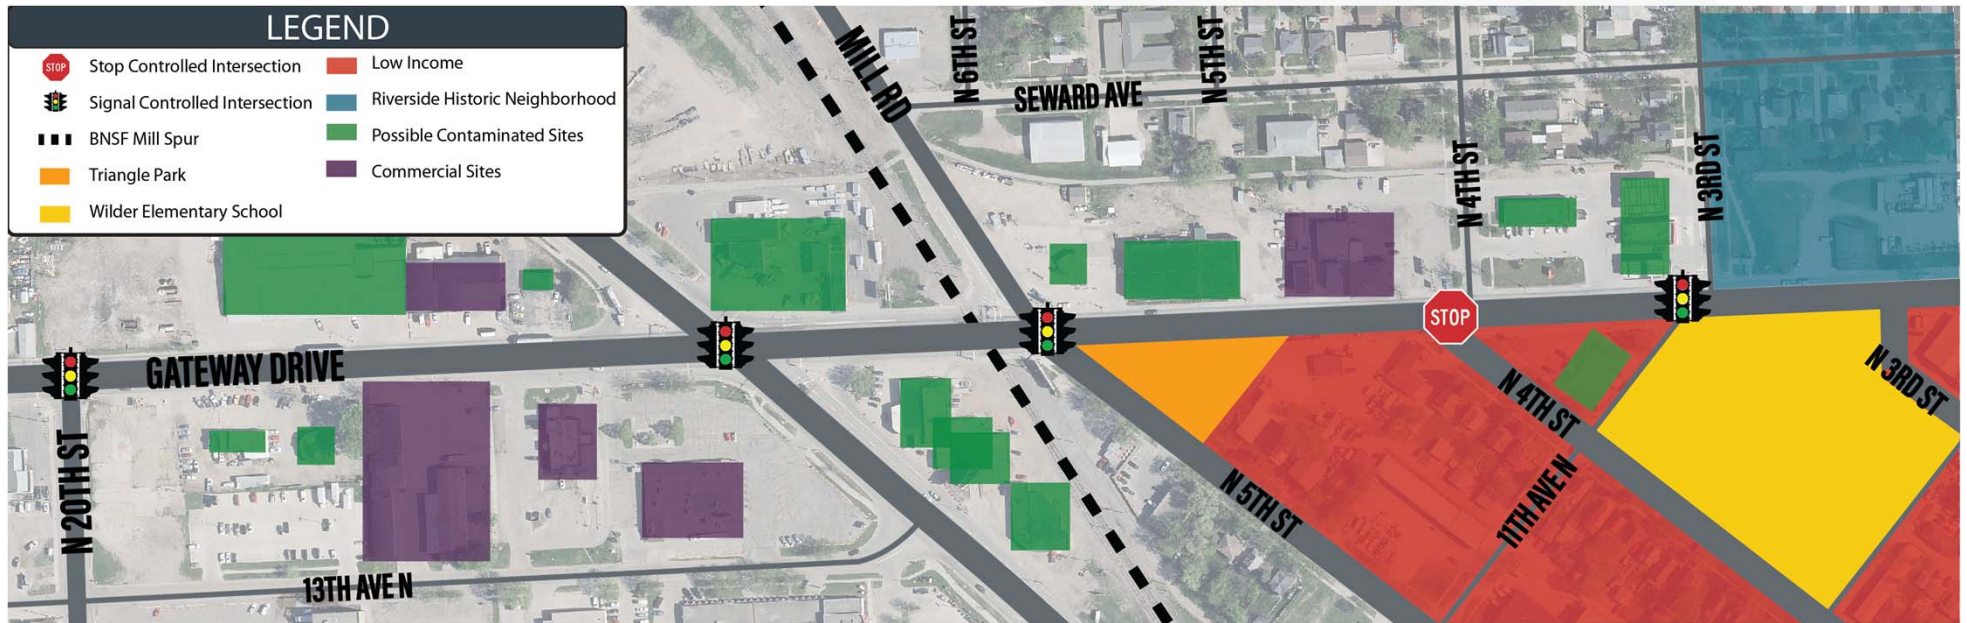 LEGEND
STOP
Stop Controlled Intersection
Signal Controlled Intersection
BNSF Mill Spur
Triangle Park
Wilder Elementary School
Low Income
Riverside Historic Neighborhood
Possible Contaminated Sites
Commercial Sites
MILL RD
N 6TH ST
SEWARD AVE
N 5TH ST
N 4TH ST
N 3RD ST
STOP
GATEWAY DRIVE
N 20TH ST
13TH AVE N
N 5TH ST
N 4TH ST
11TH AVE N
N 3RD ST